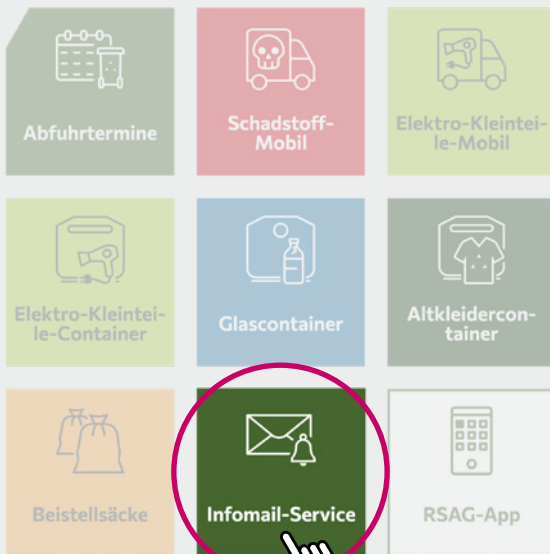 Abfuhrtermine
Schadstoff-
Mobil
Elektro-Kleintei-
le-Mobil
Elektro-Kleintei-
le-Container
Glascontainer
Altkleidercon-
tainer
Beistellsäcke
Infomail-Service
RSAG-App